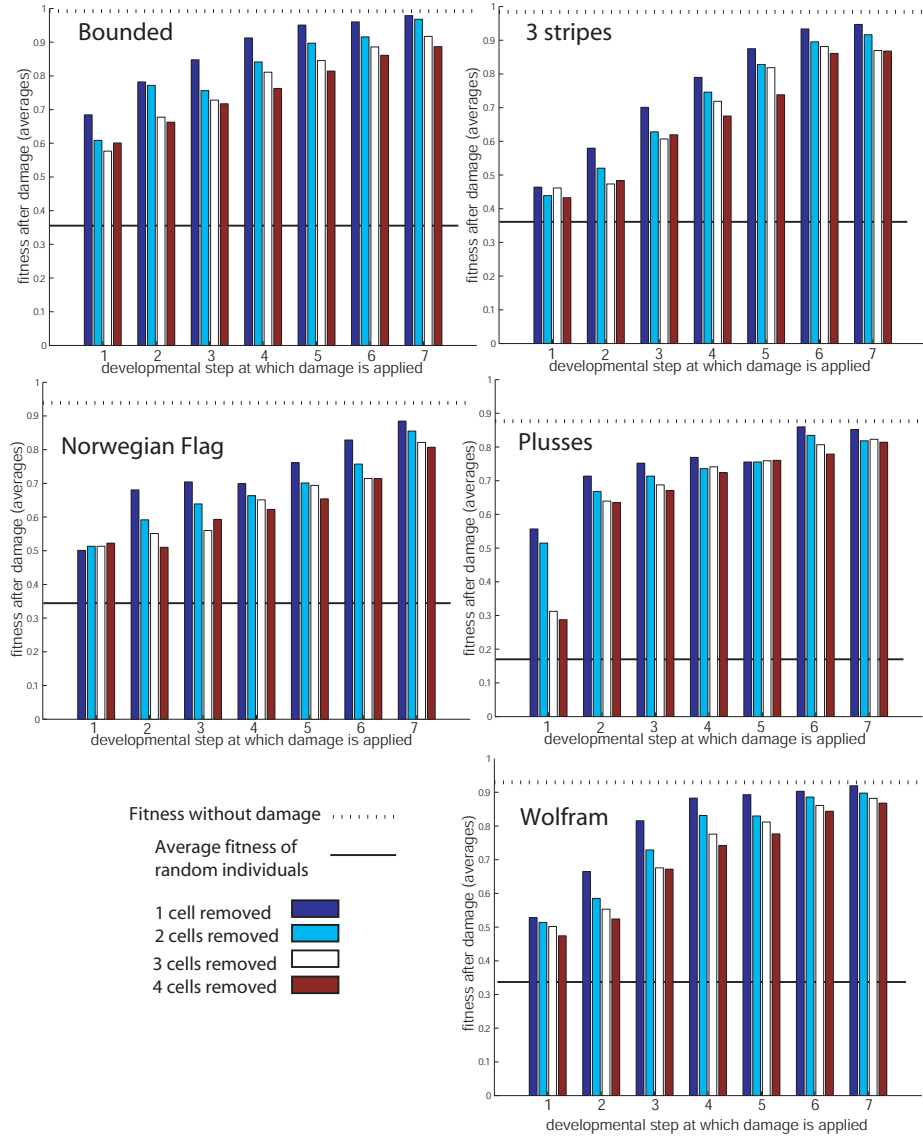 Bounded
fitness after damage (averages)
1
0.9
0.8
0.7
0.6
0.5
0.4
0.3
0.2
0.1
0
1 2 3 4 5 6 7
developmental step at which damage is applied
3 stripes
fitness after damage (averages)
1
0.9
0.8
0.7
0.6
0.5
0.4
0.3
0.2
0.1
0
1 2 3 4 5 6 7
developmental step at which damage is applied
Norwegian Flag
fitness after damage (averages)
1
0.9
0.8
0.7
0.6
0.5
0.4
0.3
0.2
0.1
0
1 2 3 4 5 6 7
developmental step at which damage is applied
Plusses
fitness after damage (averages)
1
0.9
0.8
0.7
0.6
0.5
0.4
0.3
0.2
0.1
0
1 2 3 4 5 6 7
developmental step at which damage is applied
Fitness without damage
Average fitness of
random individuals
1 cell removed
2 cells removed
3 cells removed
4 cells removed
Wolfram
fitness after damage (averages)
1
0.9
0.8
0.7
0.6
0.5
0.4
0.3
0.2
0.1
0
1 2 3 4 5 6 7
developmental step at which damage is applied